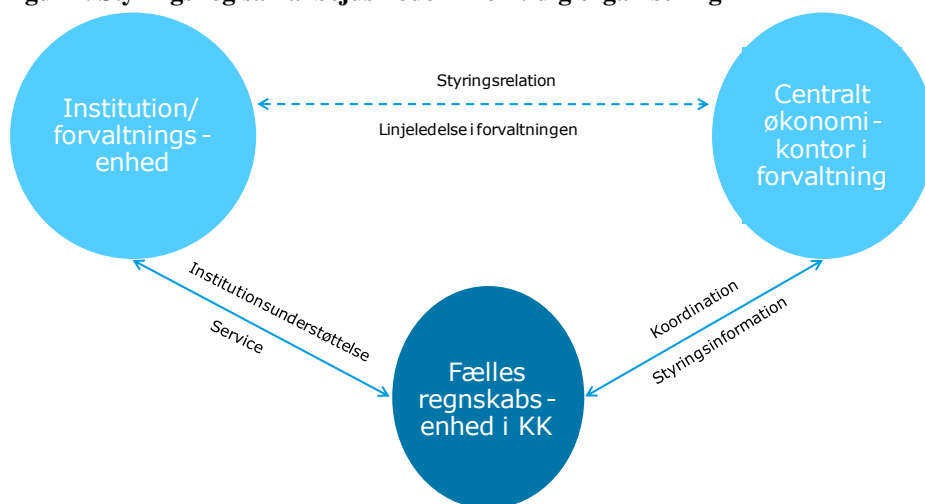 Styringsrelation
Linjeledelse i forvaltningen
Institution/
forvaltnings-
enhed
Centralt
økonomi-
kontor i
forvaltning
Institutionsunderstøttelse
Service
Koordination
Styringsinformation
Fælles
regnskabs-
enhed i KK